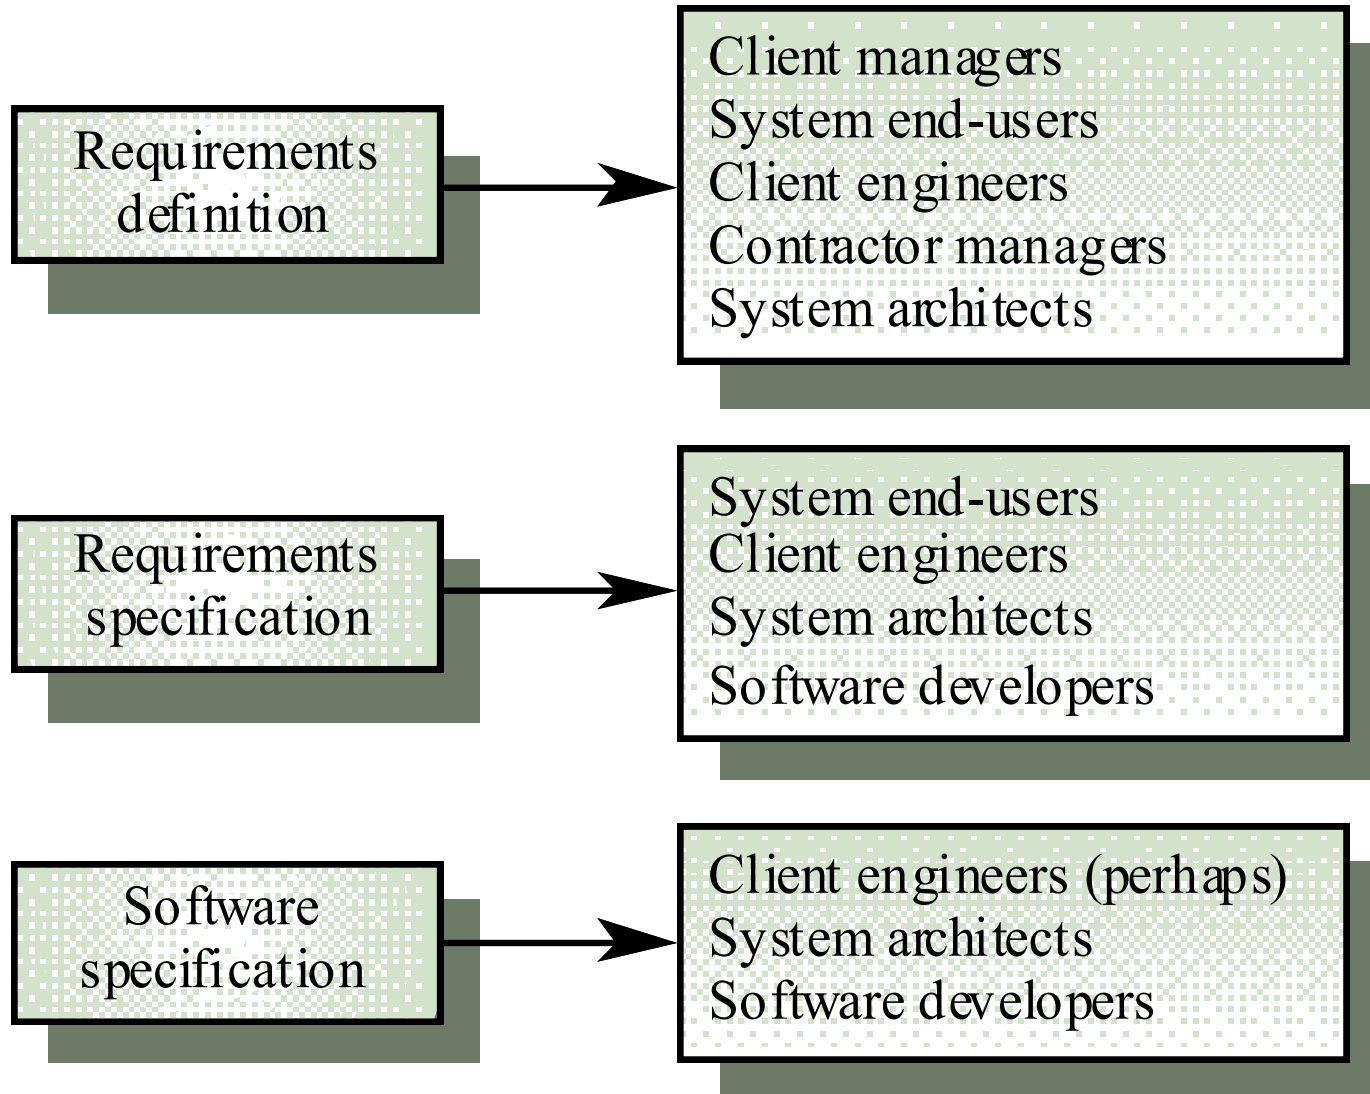 Requirements
definition
Client managers
System end-users
Client engineers
Contractor managers
System architects
Requirements
specification
System end-users
Client engineers
System architects
Software developers
Software
specification
Client engineers (perhaps)
System architects
Software developers